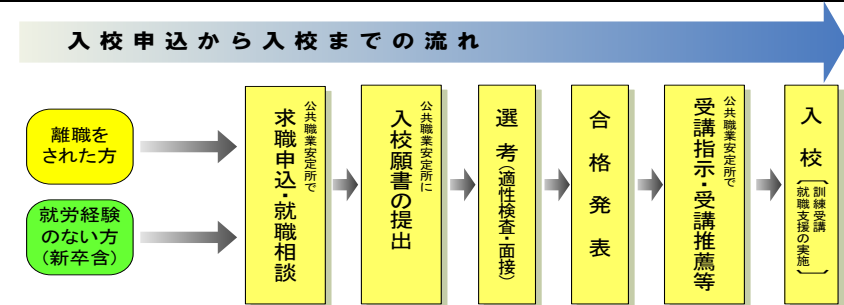 入校申込から入校までの流れ
離職を
された方
就労経験
のない方
(新卒含)
公共職業安定所で
求職申込・就職相談
公共職業安定所に
入校願書の提出
選考(適性検査・面接)
合格発表
公共職業安定所で
受講指示・受講推薦等
入校
訓練受講
就職支援の実施